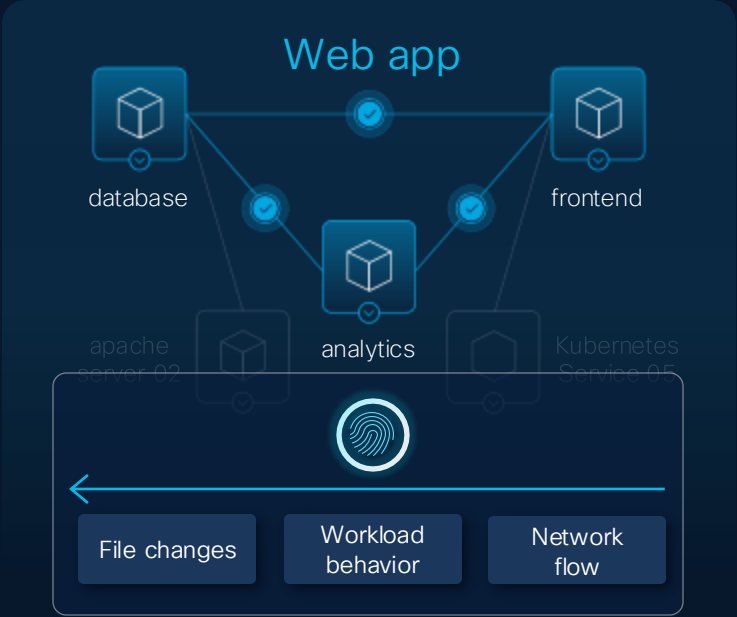 Web app
database
frontend
analytics
apache
server 02
Kubernetes
Service 05
File changes
Workload
behavior
Network
flow